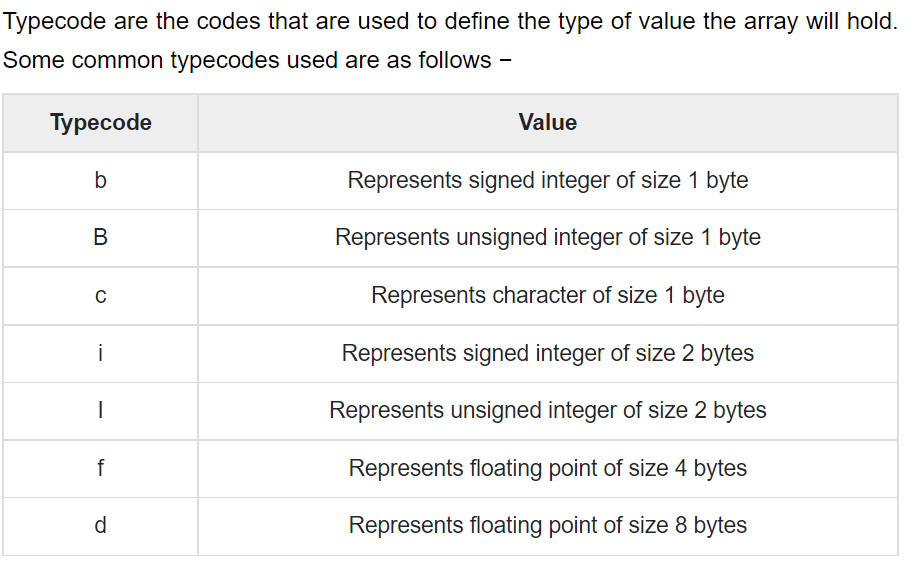 Typecode are the codes that are used to define the type of value the array will hold.
Some common typecodes used are as follows −
Typecode Value
b Represents signed integer of size 1 byte
B Represents unsigned integer of size 1 byte
c Represents character of size 1 byte
i Represents signed integer of size 2 bytes
I Represents unsigned integer of size 2 bytes
f Represents floating point of size 4 bytes
d Represents floating point of size 8 bytes